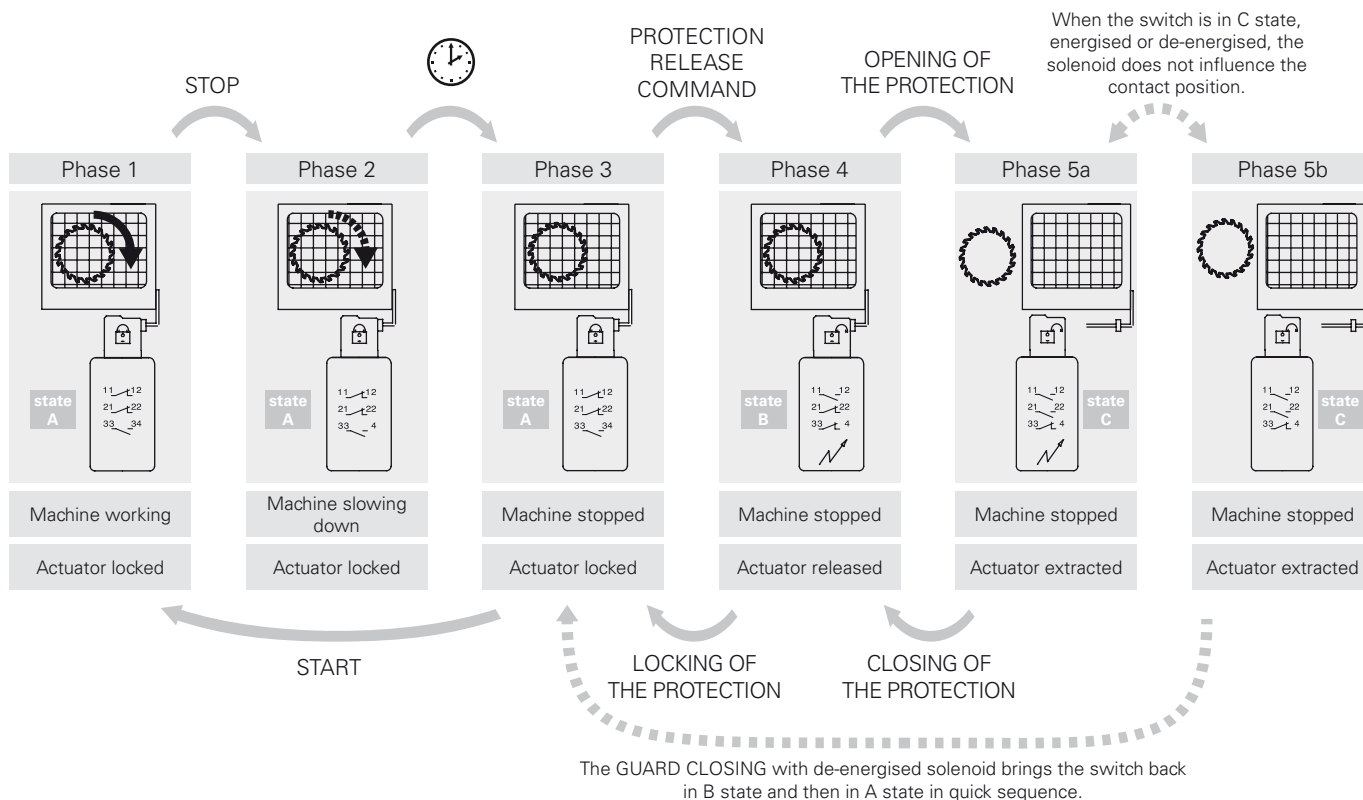 When the switch is in C state,
energised or de-energised, the
solenoid does not influence the
contact position.
PROTECTION
RELEASE
COMMAND
OPENING OF
THE PROTECTION
STOP
Phase 1
Phase 2
Phase 3
Phase 4
Phase 5a
Phase 5b
state
A
11 12
21 22
33 34
state
A
11 12
21 22
33 4
state
A
11 12
21 22
33 34
state
B
11 12
21 22
33 4
11 12
21 22
33 4
state
C
11 12
21 22
33 4
state
C
Machine working
Machine slowing
down
Machine stopped
Machine stopped
Machine stopped
Machine stopped
Actuator locked
Actuator locked
Actuator locked
Actuator released
Actuator extracted
Actuator extracted
START
LOCKING OF
THE PROTECTION
CLOSING OF
THE PROTECTION
The GUARD CLOSING with de-energised solenoid brings the switch back
in B state and then in A state in quick sequence.